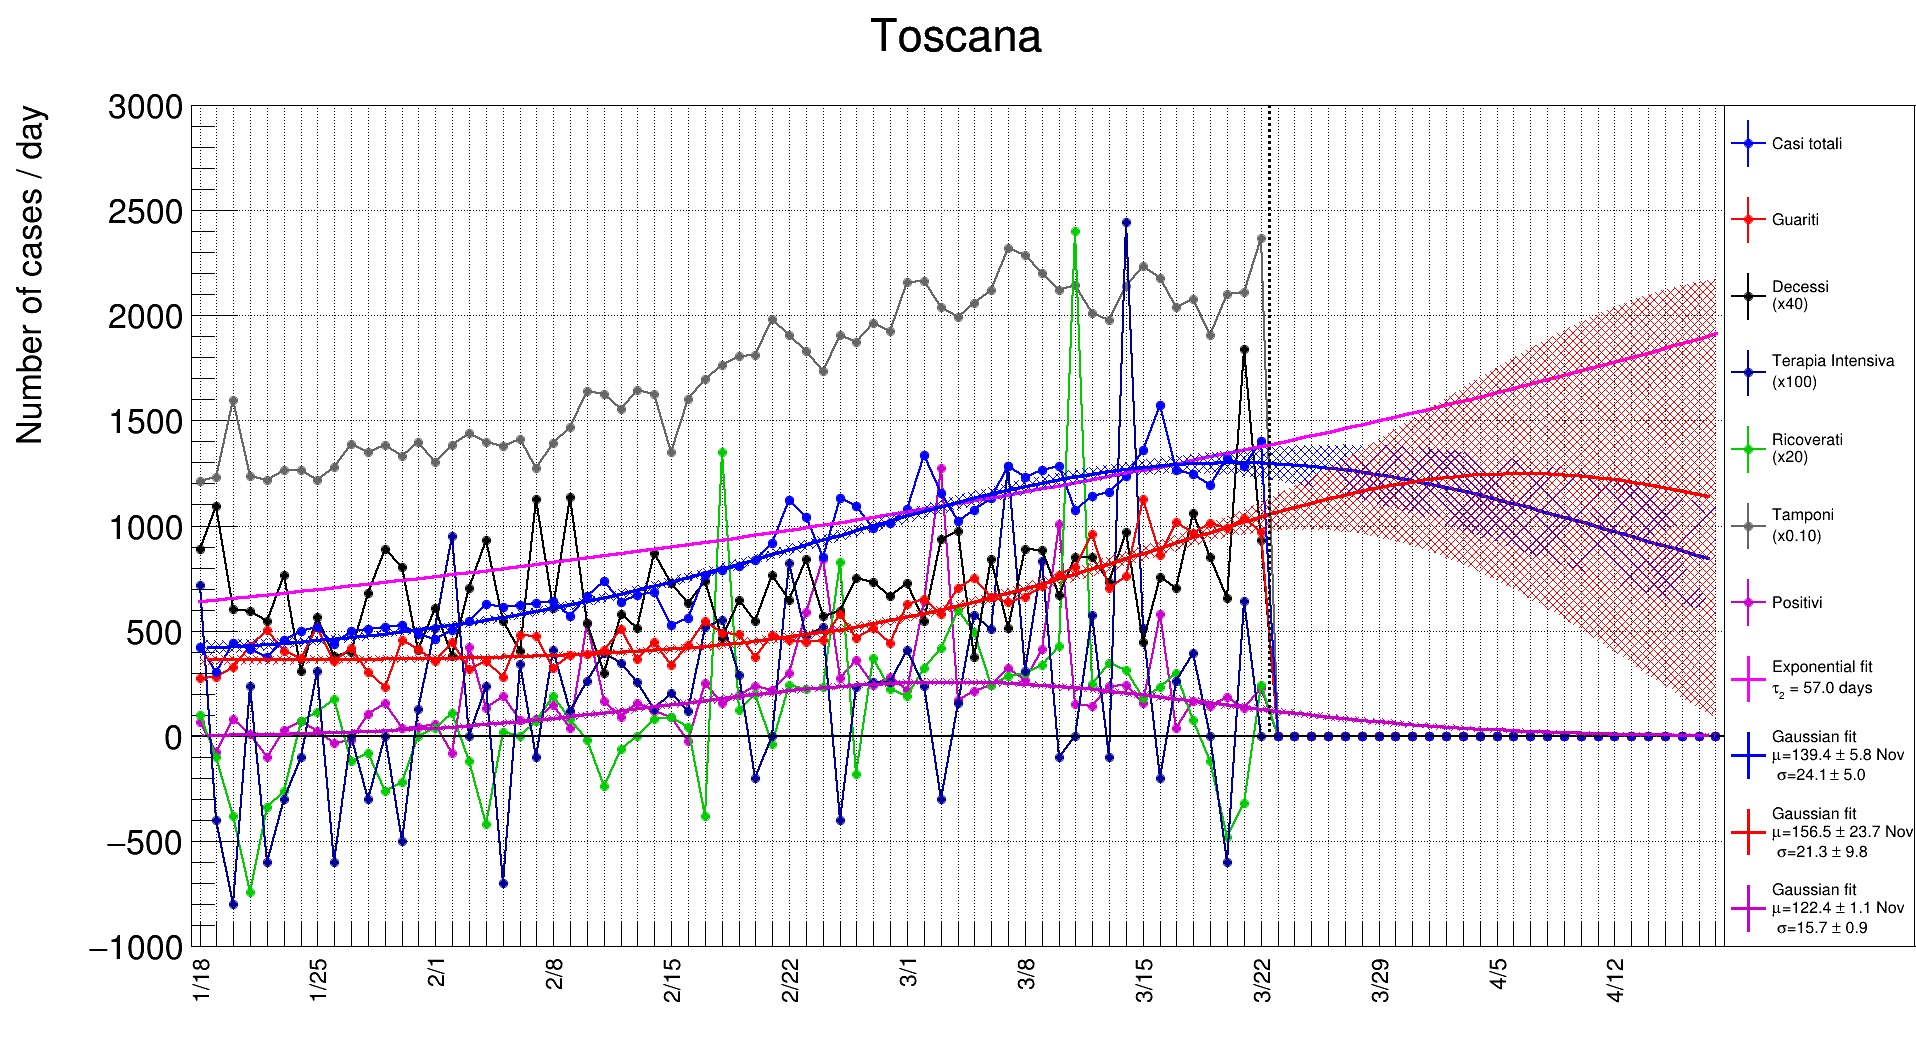 Toscana
Number of cases / day
3000
2500
2000
1500
1000
500
0
−500
−1000
1/18
1/25
2/1
2/8
2/15
2/22
3/1
3/8
3/15
3/22
3/29
4/5
4/12
Casi totali
Guariti
Decessi
(x40)
Terapia Intensiva
(x100)
Ricoverati
(x20)
Tamponi
(x0.10)
Positivi
Exponential fit
τ2 = 57.0 days
Gaussian fit
μ=139.4 ± 5.8 Nov
σ=24.1 ± 5.0
Gaussian fit
μ=156.5 ± 23.7 Nov
σ=21.3 ± 9.8
Gaussian fit
μ=122.4 ± 1.1 Nov
σ=15.7 ± 0.9